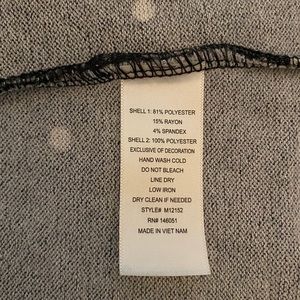 SHELL 1: 81% POLYESTER
15% RAYON
4% SPANDEX
SHELL 2: 100% POLYESTER
EXCLUSIVE OF DECORATION
HAND WASH COLD
DO NOT BLEACH
LINE DRY
LOW IRON
DRY CLEAN IF NEEDED
STYLE# M12152
RN# 146051
MADE IN VIET NAM